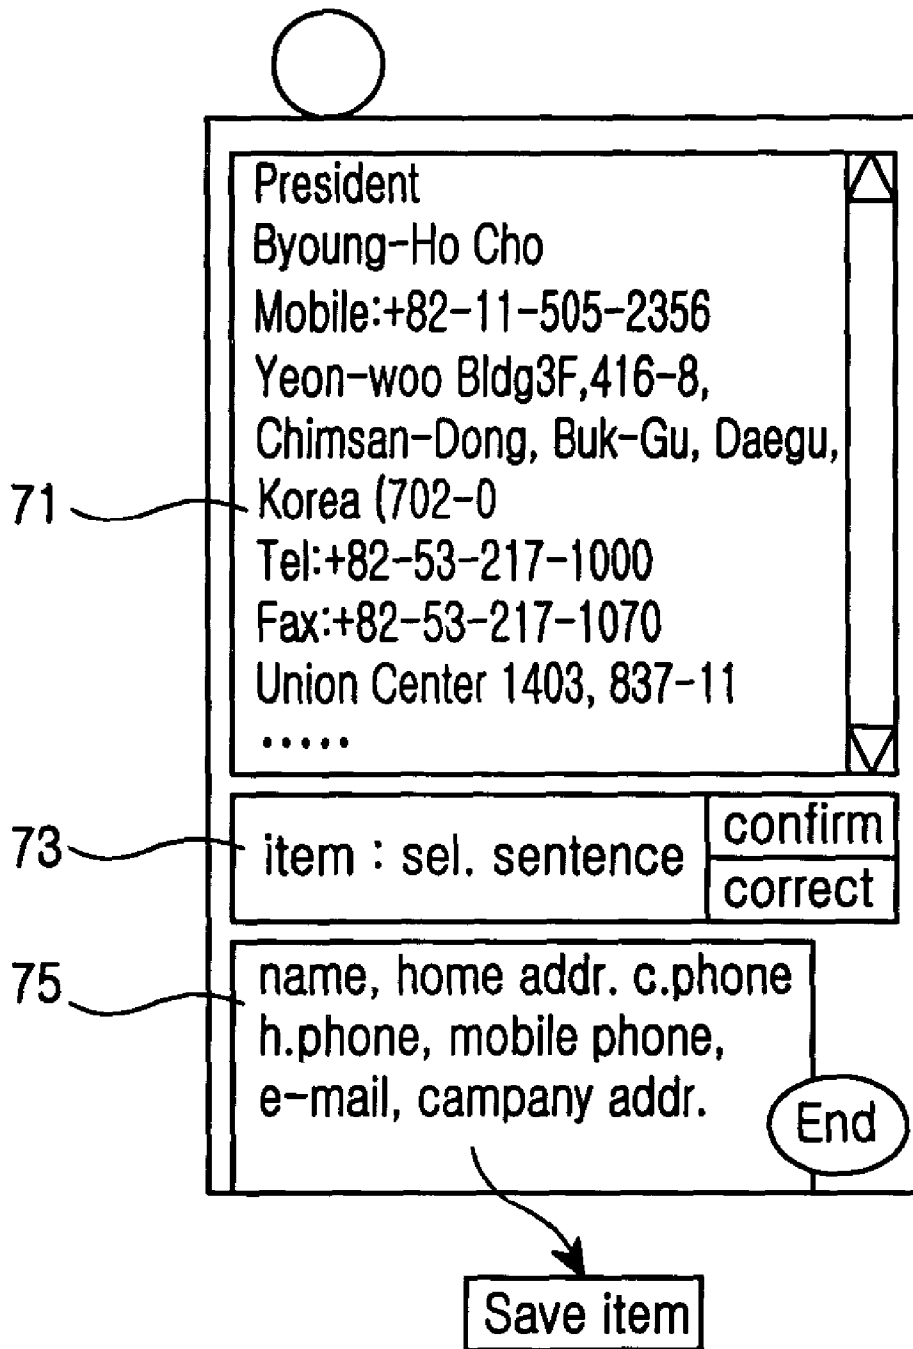 President
Byoung-Ho Cho
Mobile:+82-11-505-2356
Yeon-woo Bldg3F,416-8,
Chimsan-Dong, Buk-Gu, Daegu,
71
Korea (702-0
Tel:+82-53-217-1000
Fax:+82-53-217-1070
Union Center 1403, 837-11
.....
73
item : sel. sentence
confirm
correct
75
name, home addr. c.phone
h.phone, mobile phone,
e-mail, campany addr.
End
Save item